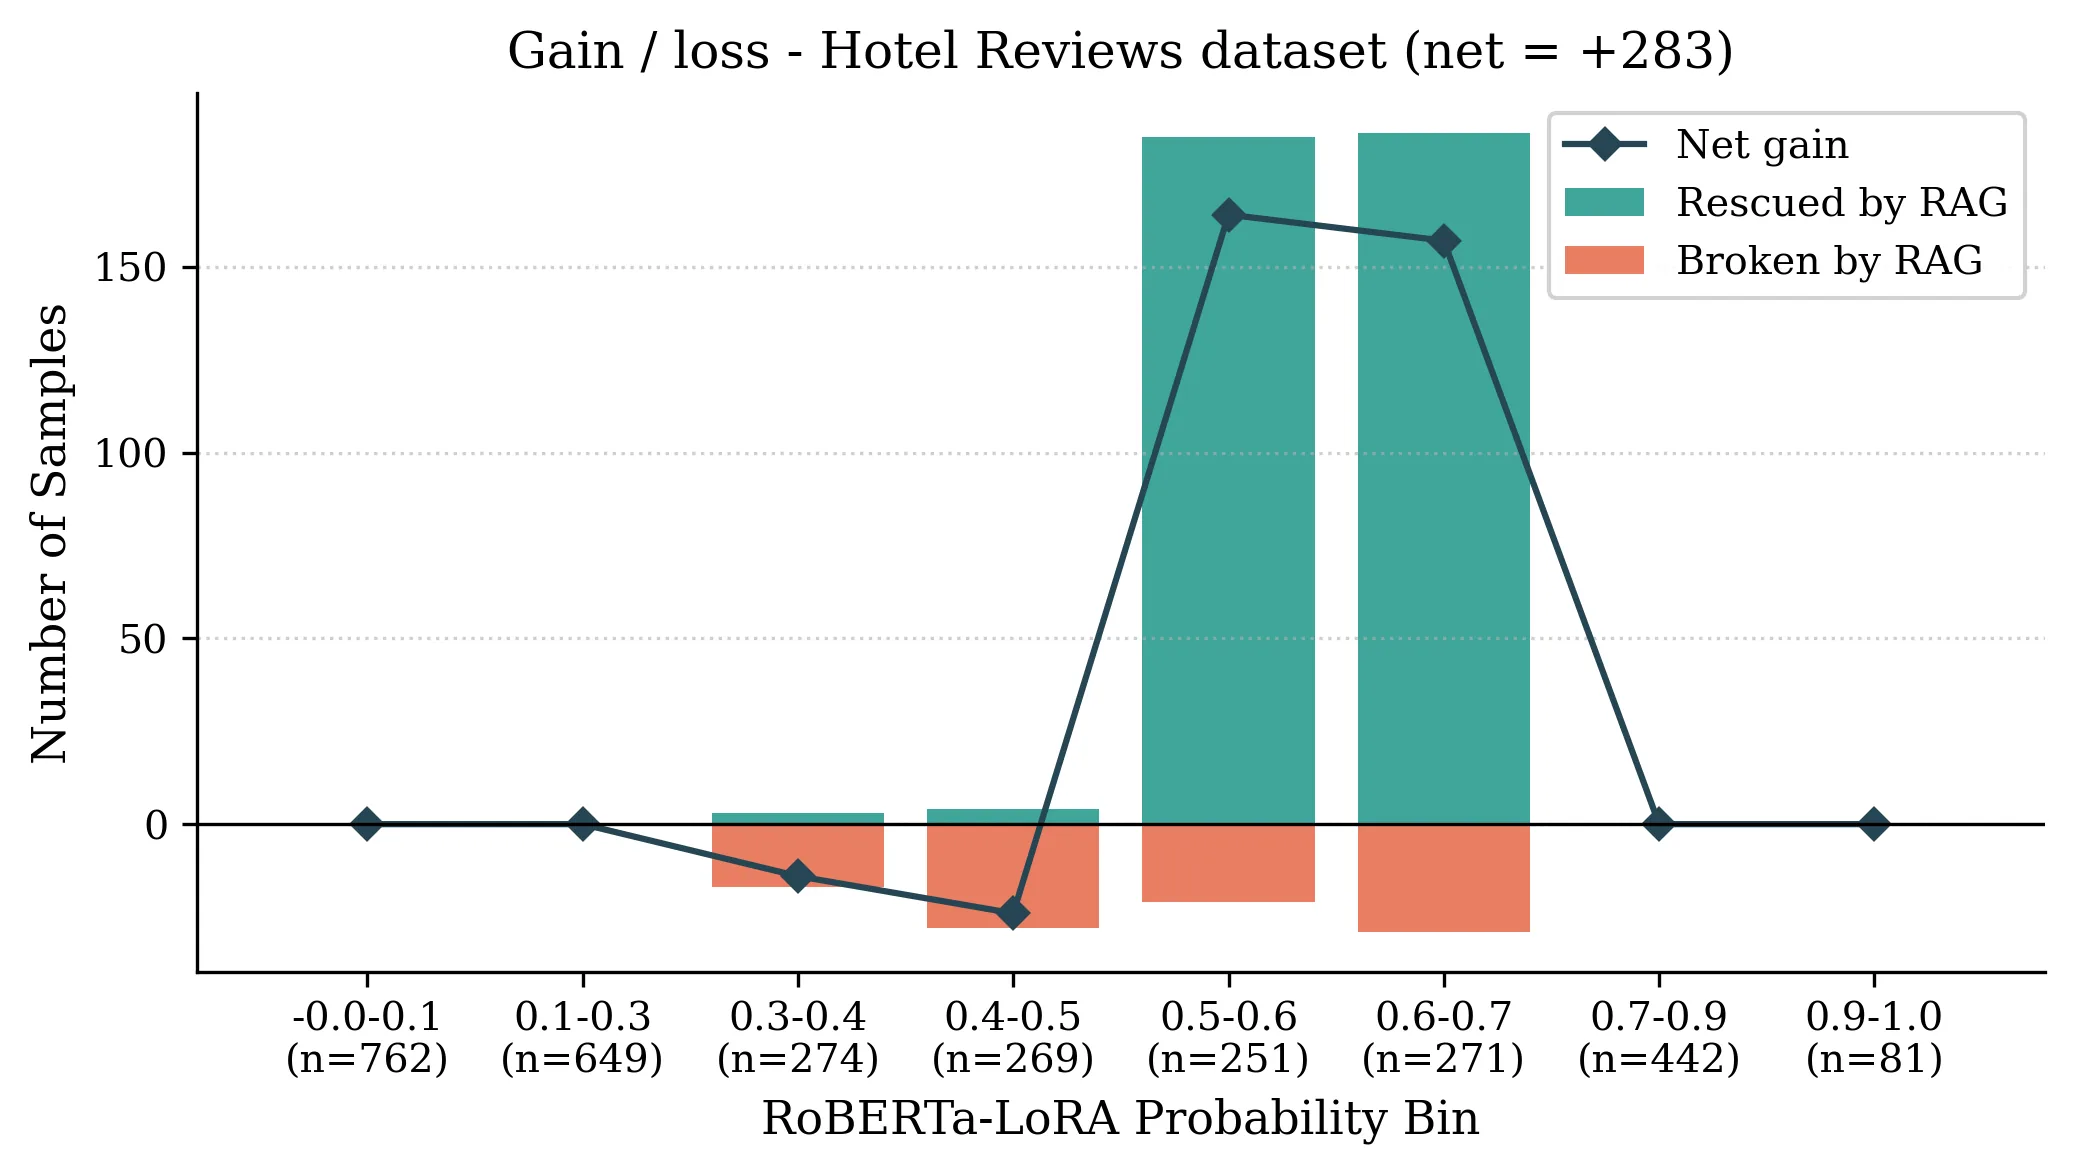 Gain / loss - Hotel Reviews dataset (net = +283)
Net gain
Rescued by RAG
Broken by RAG
Number of Samples
150
100
50
0
-0.0-0.1 0.1-0.3 0.3-0.4 0.4-0.5 0.5-0.6 0.6-0.7 0.7-0.9 0.9-1.0
(n=762) (n=649) (n=274) (n=269) (n=251) (n=271) (n=442) (n=81)
RoBERTa-LoRA Probability Bin